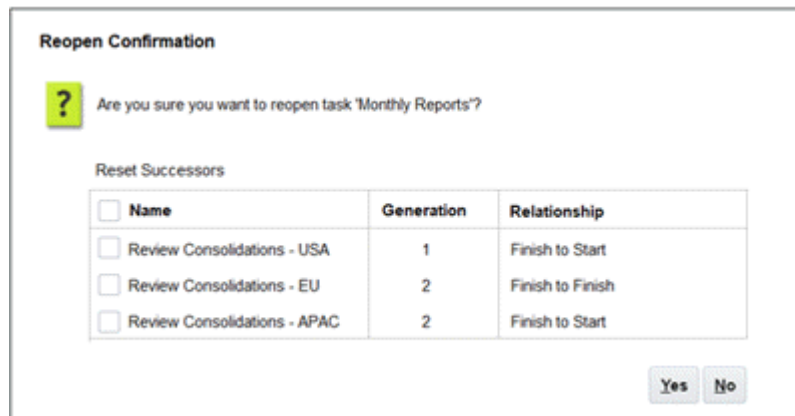 Reopen Confirmation
?
Are you sure you want to reopen task 'Monthly Reports'?
Reset Successors
Name Generation Relationship
Review Consolidations - USA 1 Finish to Start
Review Consolidations - EU 2 Finish to Finish
Review Consolidations - APAC 2 Finish to Start
Yes No